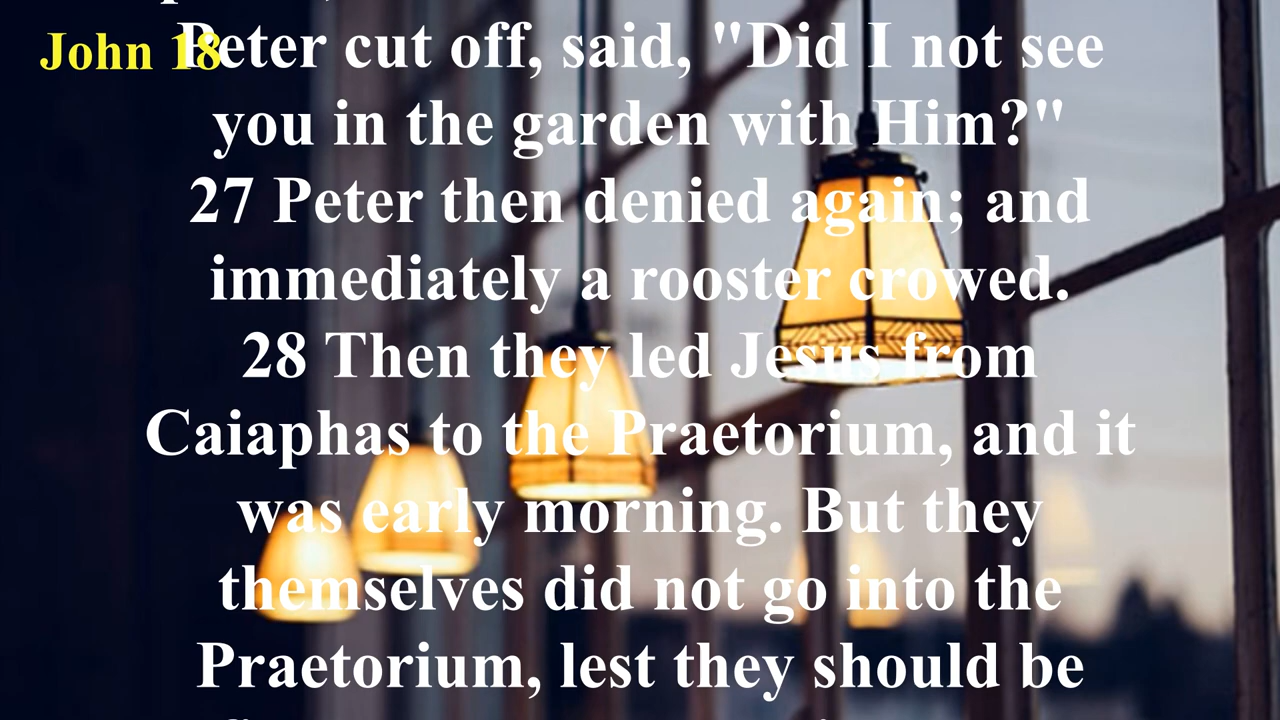 John 18
Peter cut off, said, "Did I not see
you in the garden with Him?"
27 Peter then denied again; and
immediately a rooster crowed.
28 Then they led Jesus from
Caiaphas to the Praetorium, and it
was early morning. But they
themselves did not go into the
Praetorium, lest they should be